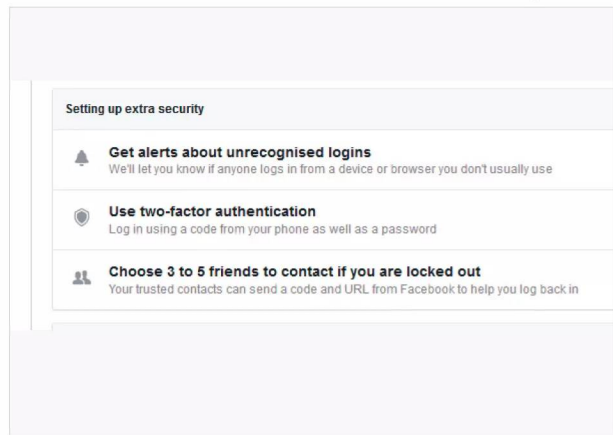 Setting up extra security
Get alerts about unrecognised logins
We'll let you know if anyone logs in from a device or browser you don't usually use
Use two-factor authentication
Log in using a code from your phone as well as a password
Choose 3 to 5 friends to contact if you are locked out
Your trusted contacts can send a code and URL from Facebook to help you log back in